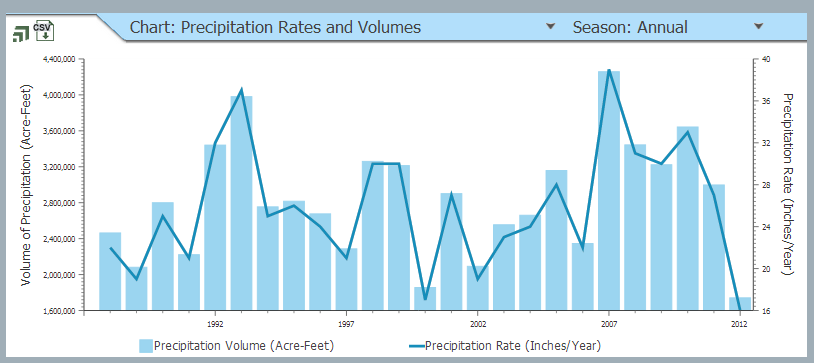 CSV
Chart: Precipitation Rates and Volumes
Season: Annual
Volume of Precipitation (Acre-Feet)
4,400,000
4,000,000
3,600,000
3,200,000
2,800,000
2,400,000
2,000,000
1,600,000
40
36
32
28
24
20
16
Precipitation Rate (Inches/Year)
1992 1997 2002 2007 2012
Precipitation Volume (Acre-Feet) Precipitation Rate (Inches/Year)